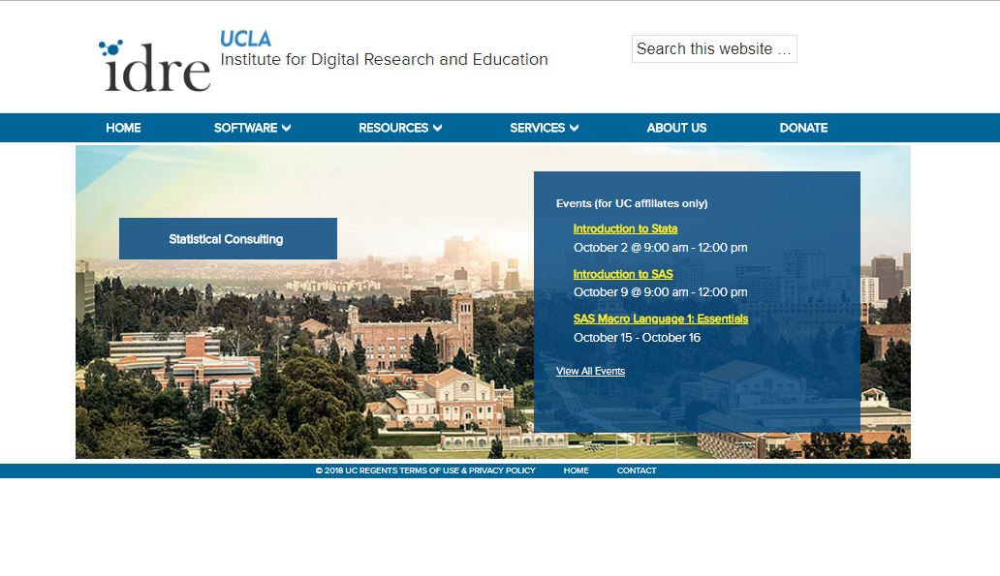 idre
UCLA
Institute for Digital Research and Education
Search this website …
HOME
SOFTWARE
RESOURCES
SERVICES
ABOUT US
DONATE
Statistical Consulting
Events (for UC affiliates only)
Introduction to Stata
October 2 @ 9:00 am - 12:00 pm
Introduction to SAS
October 9 @ 9:00 am - 12:00 pm
SAS Macro Language 1: Essentials
October 15 - October 16
View All Events
© 2018 UC REGENTS TERMS OF USE & PRIVACY POLICY HOME CONTACT